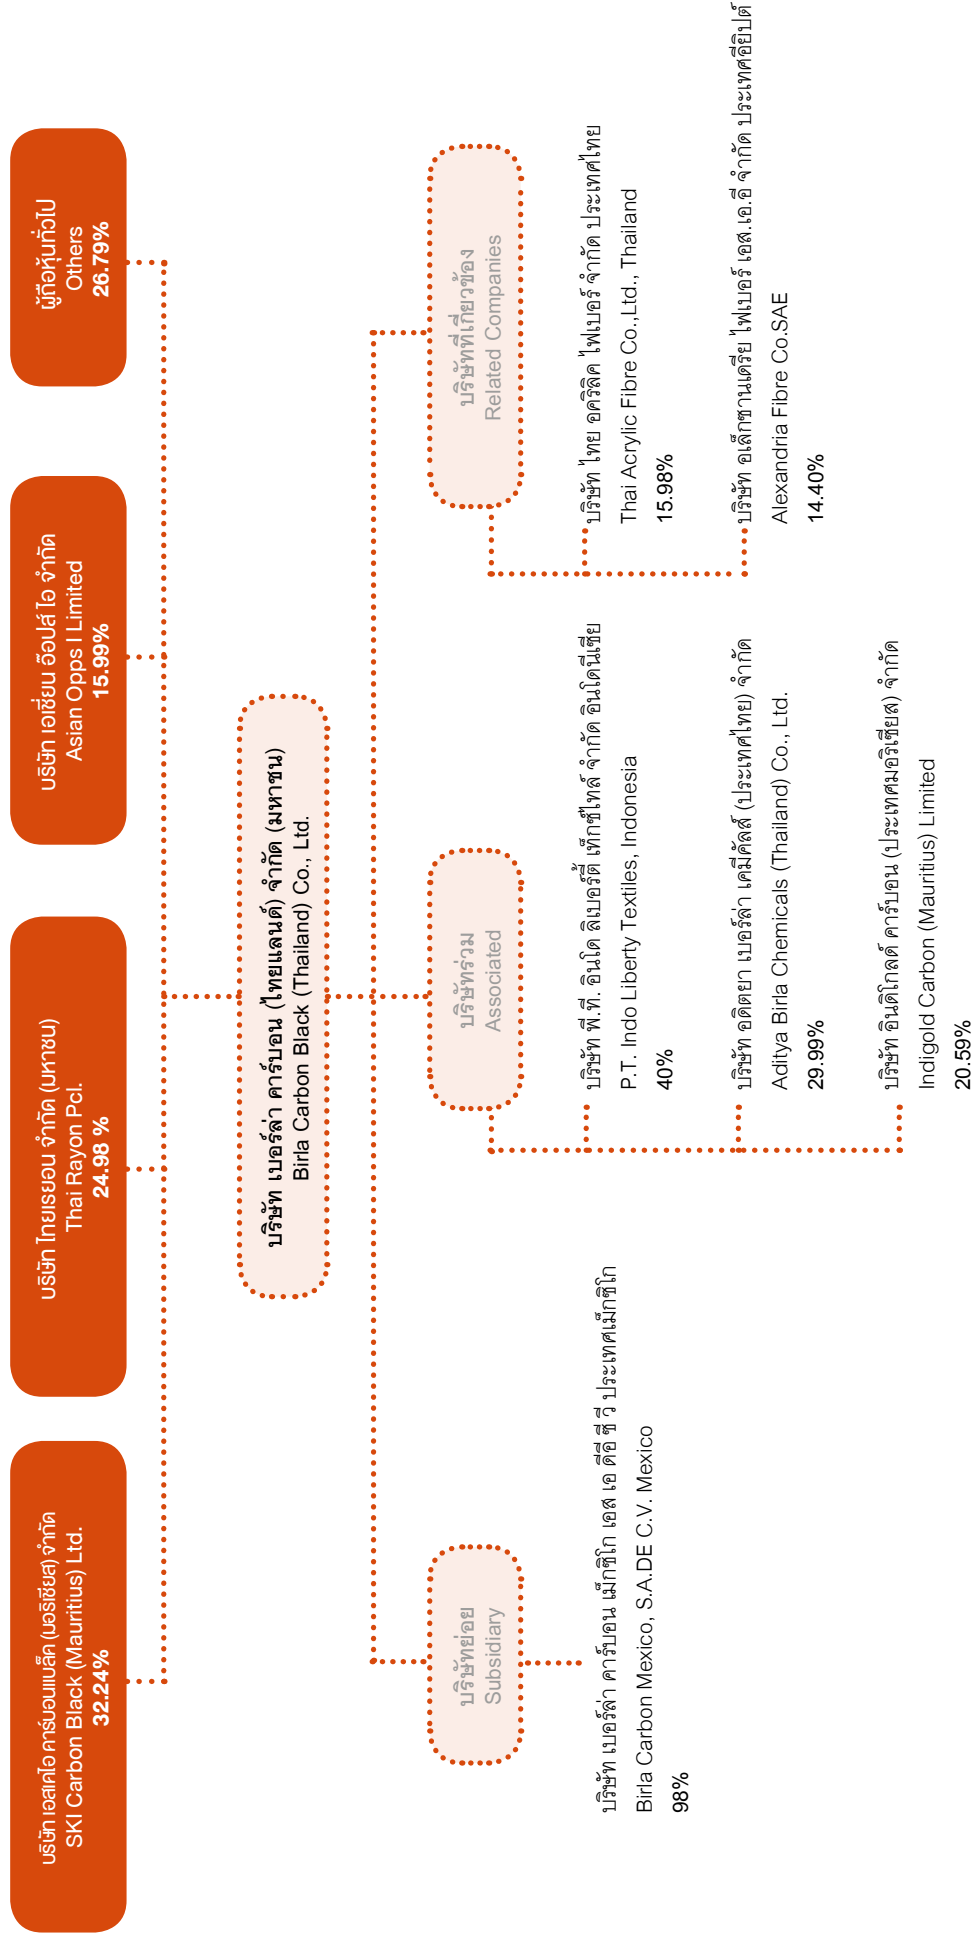 บริษัท เอสเคไอ คาร์บอนแบล็ค (มอริเชียส) จำกัด
SKI Carbon Black (Mauritius) Ltd.
32.24%
บริษัท ไทยเรยอน จำกัด (มหาชน)
Thai Rayon Pcl.
24.98 %
บริษัท เอเชี่ยน อ๊อปส์ ไอ จำกัด
Asian Opps I Limited
15.99%
ผู้ถือหุ้นทั่วไป
Others
26.79%
บริษัท เบอร์ล่า คาร์บอน (ไทยแลนด์) จำกัด (มหาชน)
Birla Carbon Black (Thailand) Co., Ltd.
บริษัทย่อย
Subsidiary
บริษัท เบอร์ล่า คาร์บอน เม็กซิโก เอส เอ ดีอี ซี วี ประเทศเม็กซิโก
Birla Carbon Mexico, S.A.DE C.V. Mexico
98%
บริษัทร่วม
Associated
บริษัท พี.ที. อินโด ลิเบอร์ตี้ เท็กซ์ไทล์ จำกัด อินโดนีเซีย
P.T. Indo Liberty Textiles, Indonesia
40%
บริษัท อดิตยา เบอร์ล่า เคมีคัลส์ (ประเทศไทย) จำกัด
Aditya Birla Chemicals (Thailand) Co., Ltd.
29.99%
บริษัท อินดิโกลด์ คาร์บอน (ประเทศมอริเชียส) จำกัด
Indigold Carbon (Mauritius) Limited
20.59%
บริษัทที่เกี่ยวข้อง
Related Companies
บริษัท ไทย อคริลิค ไฟเบอร์ จำกัด ประเทศไทย
Thai Acrylic Fibre Co.,Ltd., Thailand
15.98%
บริษัท อเล็กซานเดรีย ไฟเบอร์ เอส.เอ.อี จำกัด ประเทศอียิปต์
Alexandria Fibre Co.SAE
14.40%